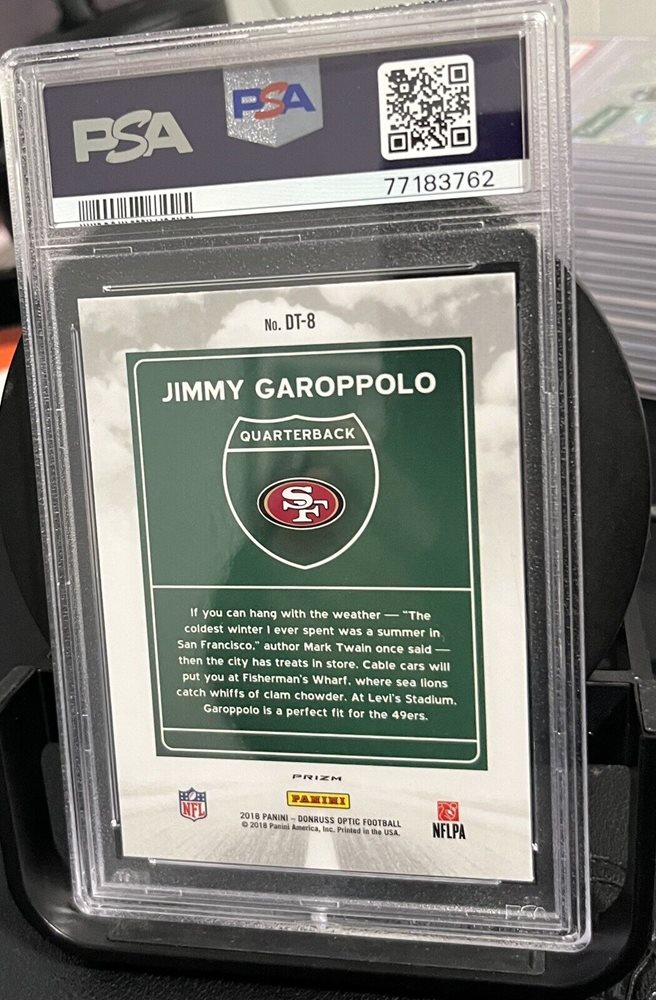 PSA
PSA
77183762
No. DT-8
JIMMY GAROPPOLO
QUARTERBACK
SF
If you can hang with the weather — "The
coldest winter I ever spent was a summer in
San Francisco," author Mark Twain once said —
then the city has treats in store. Cable cars will
put you at Fisherman's Wharf, where sea lions
catch whiffs of clam chowder. At Levi's Stadium,
Garoppolo is a perfect fit for the 49ers.
PRIZM
NFL
PANINI
2018 PANINI – DONRUSS OPTIC FOOTBALL
© 2018 Panini America, Inc. Printed in the USA.
NFLPA
PSA